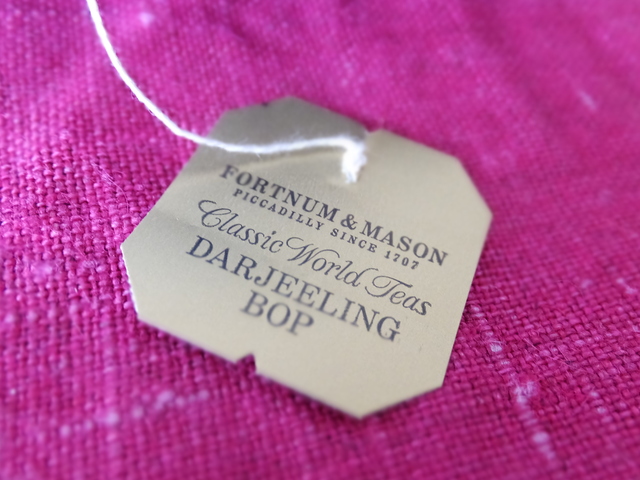 FORTNUM & MASON
PICCADILLY SINCE 1707
Classic World Teas
DARJEELING
BOP